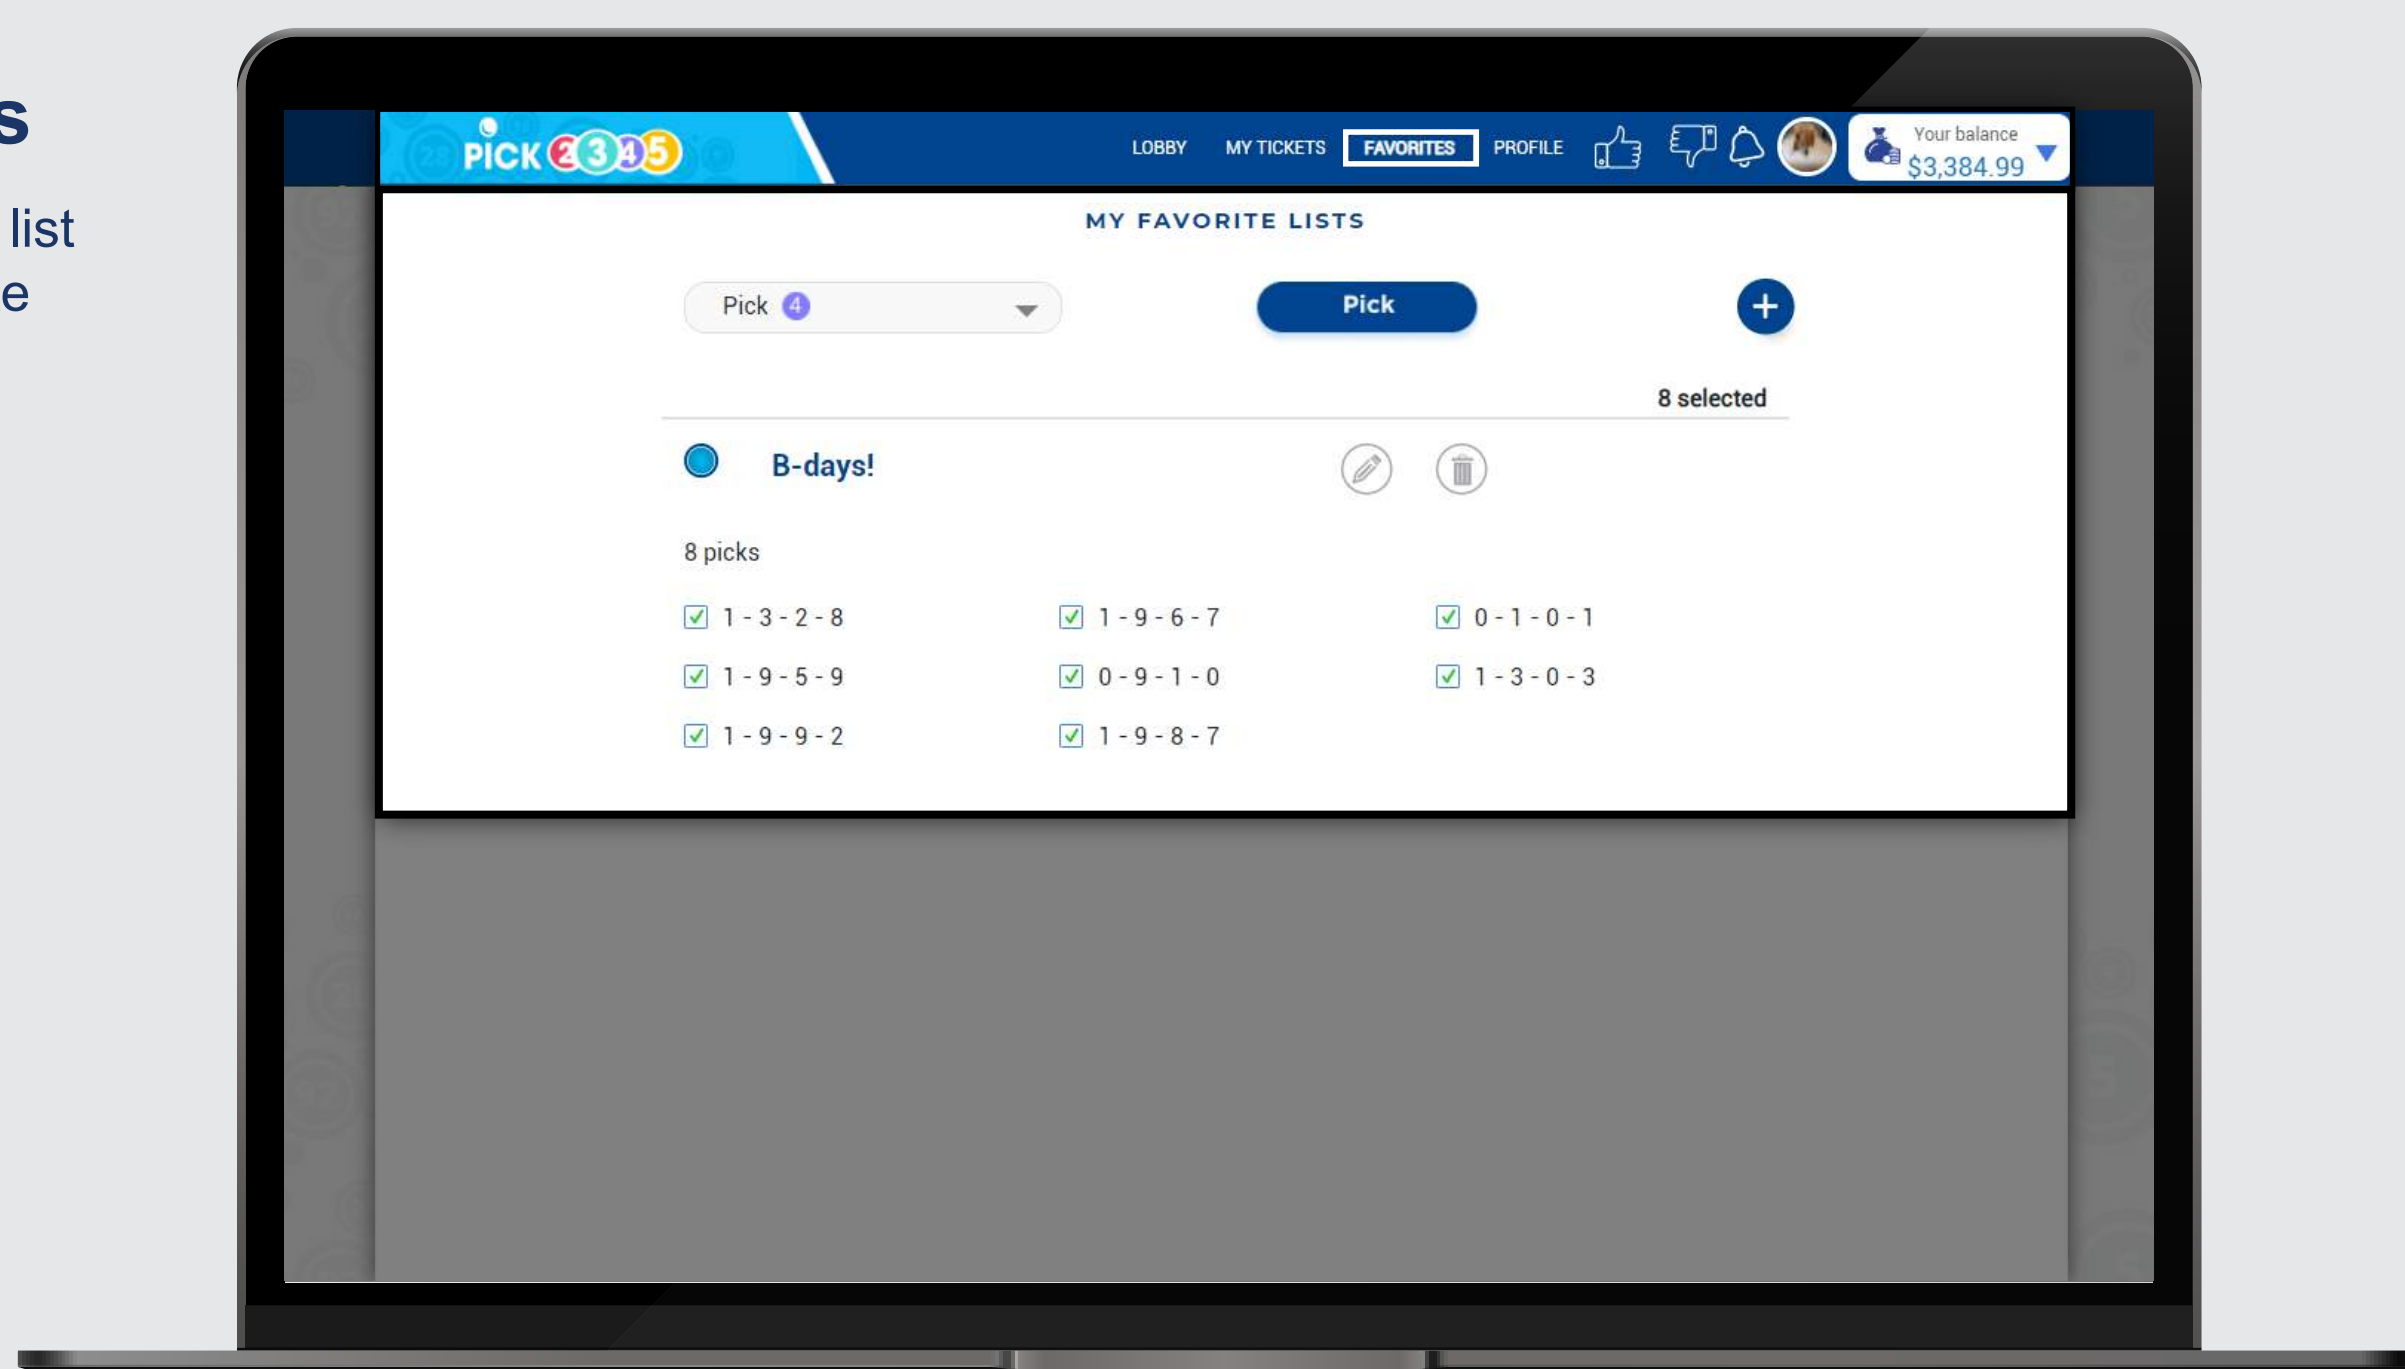 s
list
e
PICK 2345
LOBBY MY TICKETS FAVORITES PROFILE
Your balance
$3,384.99
MY FAVORITE LISTS
Pick 4
Pick
+
8 selected
B-days!
8 picks
1 - 3 - 2 - 8 1 - 9 - 6 - 7 0 - 1 - 0 - 1
1 - 9 - 5 - 9 0 - 9 - 1 - 0 1 - 3 - 0 - 3
1 - 9 - 9 - 2 1 - 9 - 8 - 7